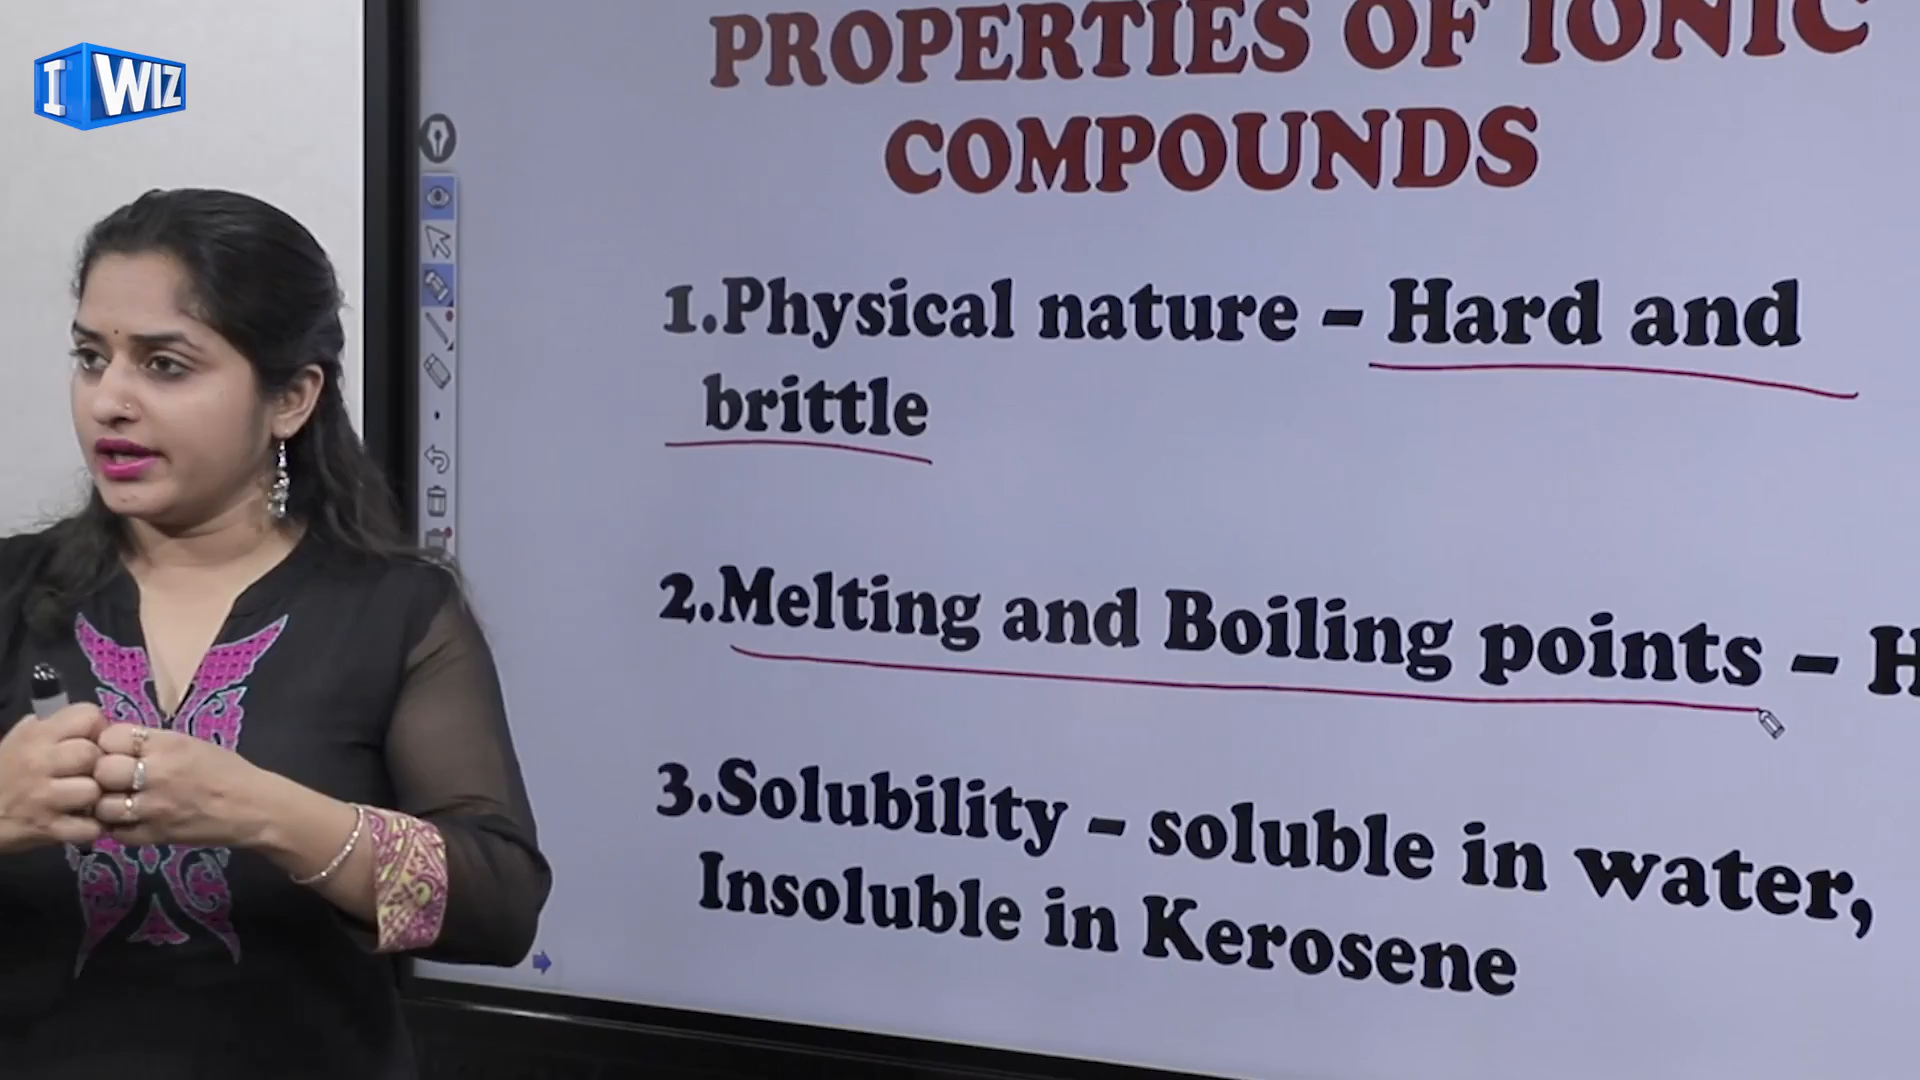 I WIZ
PROPERTIES OF IONIC
COMPOUNDS
1.Physical nature – Hard and
brittle
2.Melting and Boiling points – H
3.Solubility – soluble in water,
Insoluble in Kerosene